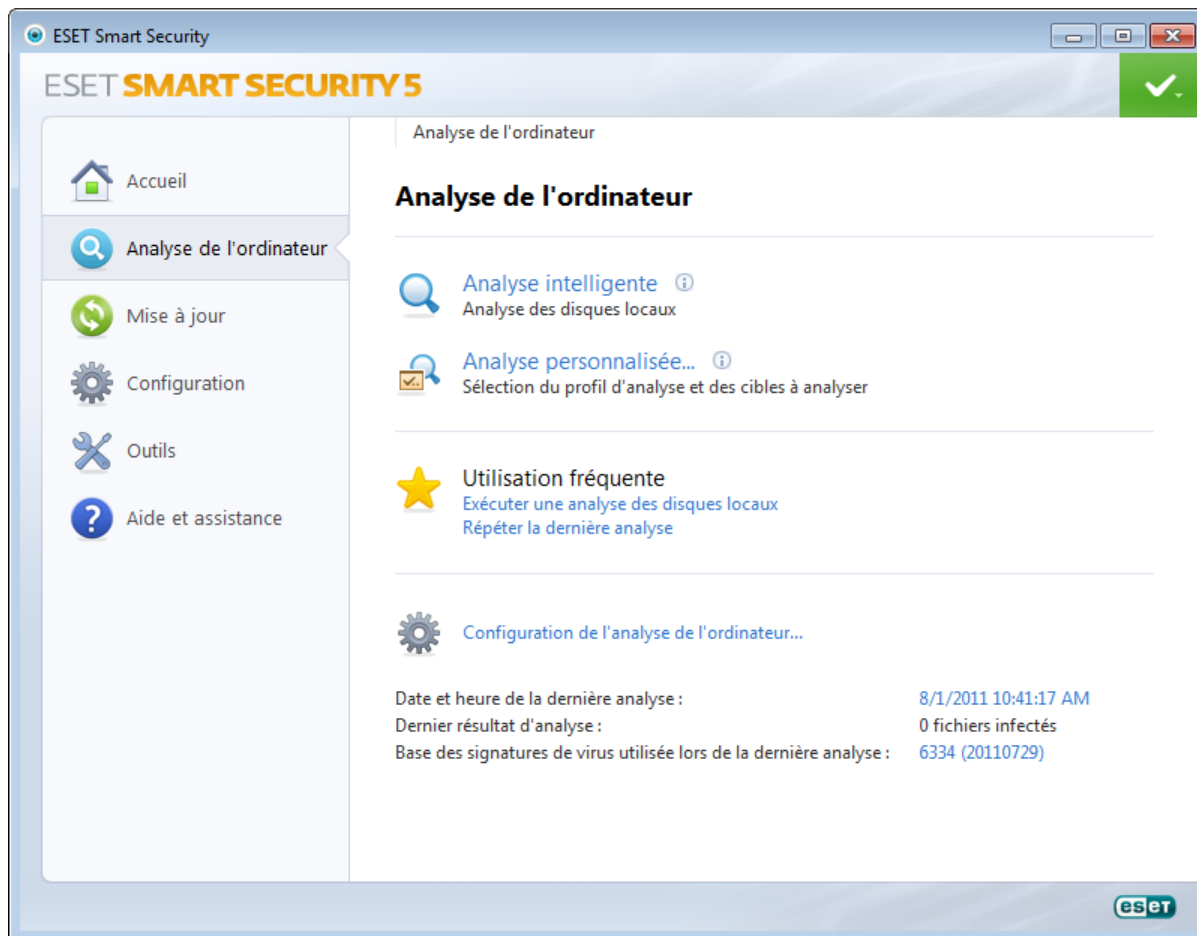 ESET Smart Security
ESET SMART SECURITY 5
Accueil
Analyse de l'ordinateur
Mise à jour
Configuration
Outils
Aide et assistance
Analyse de l'ordinateur
Analyse de l'ordinateur
Analyse intelligente
Analyse des disques locaux
Analyse personnalisée...
Sélection du profil d'analyse et des cibles à analyser
Utilisation fréquente
Exécuter une analyse des disques locaux
Répéter la dernière analyse
Configuration de l'analyse de l'ordinateur...
Date et heure de la dernière analyse : 8/1/2011 10:41:17 AM
Dernier résultat d'analyse : 0 fichiers infectés
Base des signatures de virus utilisée lors de la dernière analyse : 6334 (20110729)
eset